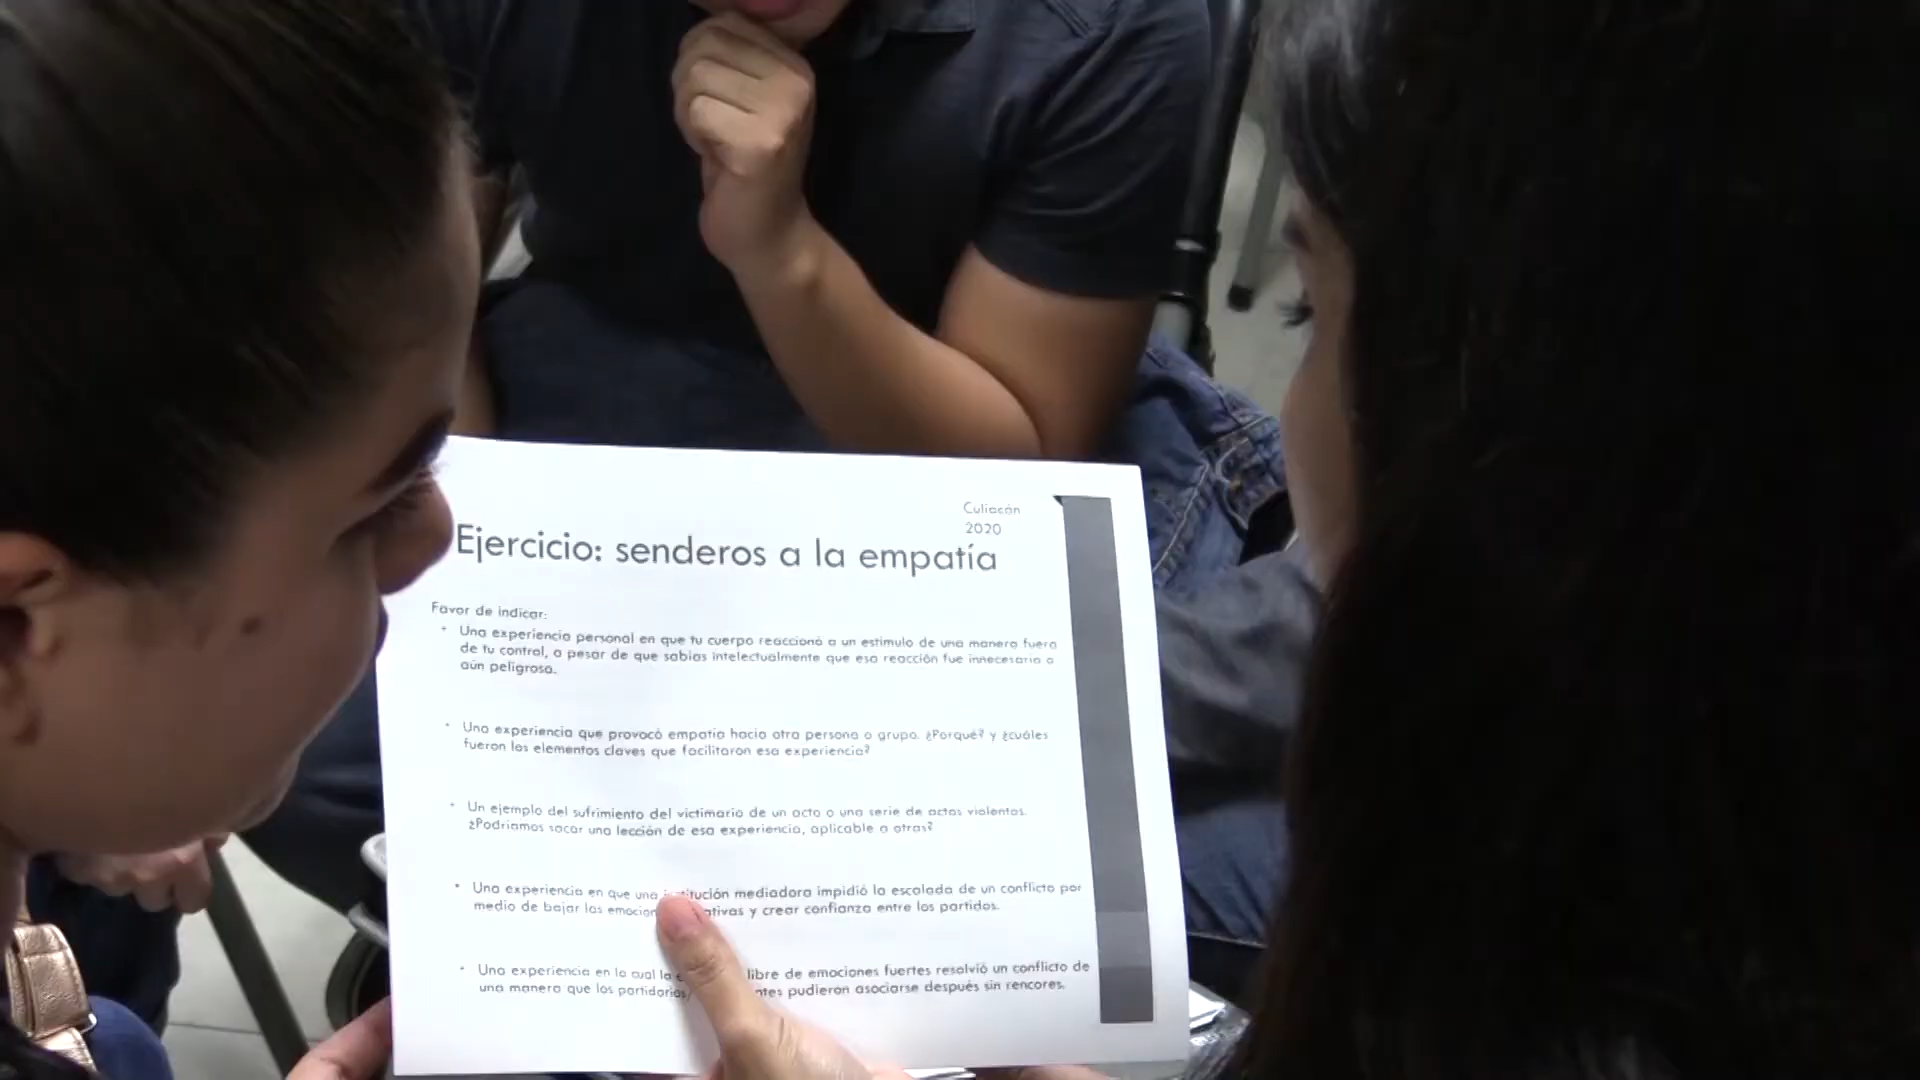 Culiacán
2020
Ejercicio: senderos a la empatía
Favor de indicar:
• Una experiencia personal en que tu cuerpo reaccionó a un estímulo de una manera fuera
de tu control, a pesar de que sabías intelectualmente que esa reacción fue innecesaria o
aún peligrosa.
• Una experiencia que provocó empatía hacia otra persona o grupo. ¿Porqué? y ¿cuáles
fueron los elementos claves que facilitaron esa experiencia?
• Un ejemplo del sufrimiento del victimario de un acto o una serie de actos violentos.
¿Podríamos sacar una lección de esa experiencia, aplicable a otras?
• Una experiencia en que una institución mediadora impidió la escalada de un conflicto por
medio de bajar las y crear confianza entre los partidos.
• Una experiencia en la cual la libre de emociones fuertes resolvió un conflicto de
una manera que los pudieron asociarse después sin rencores.